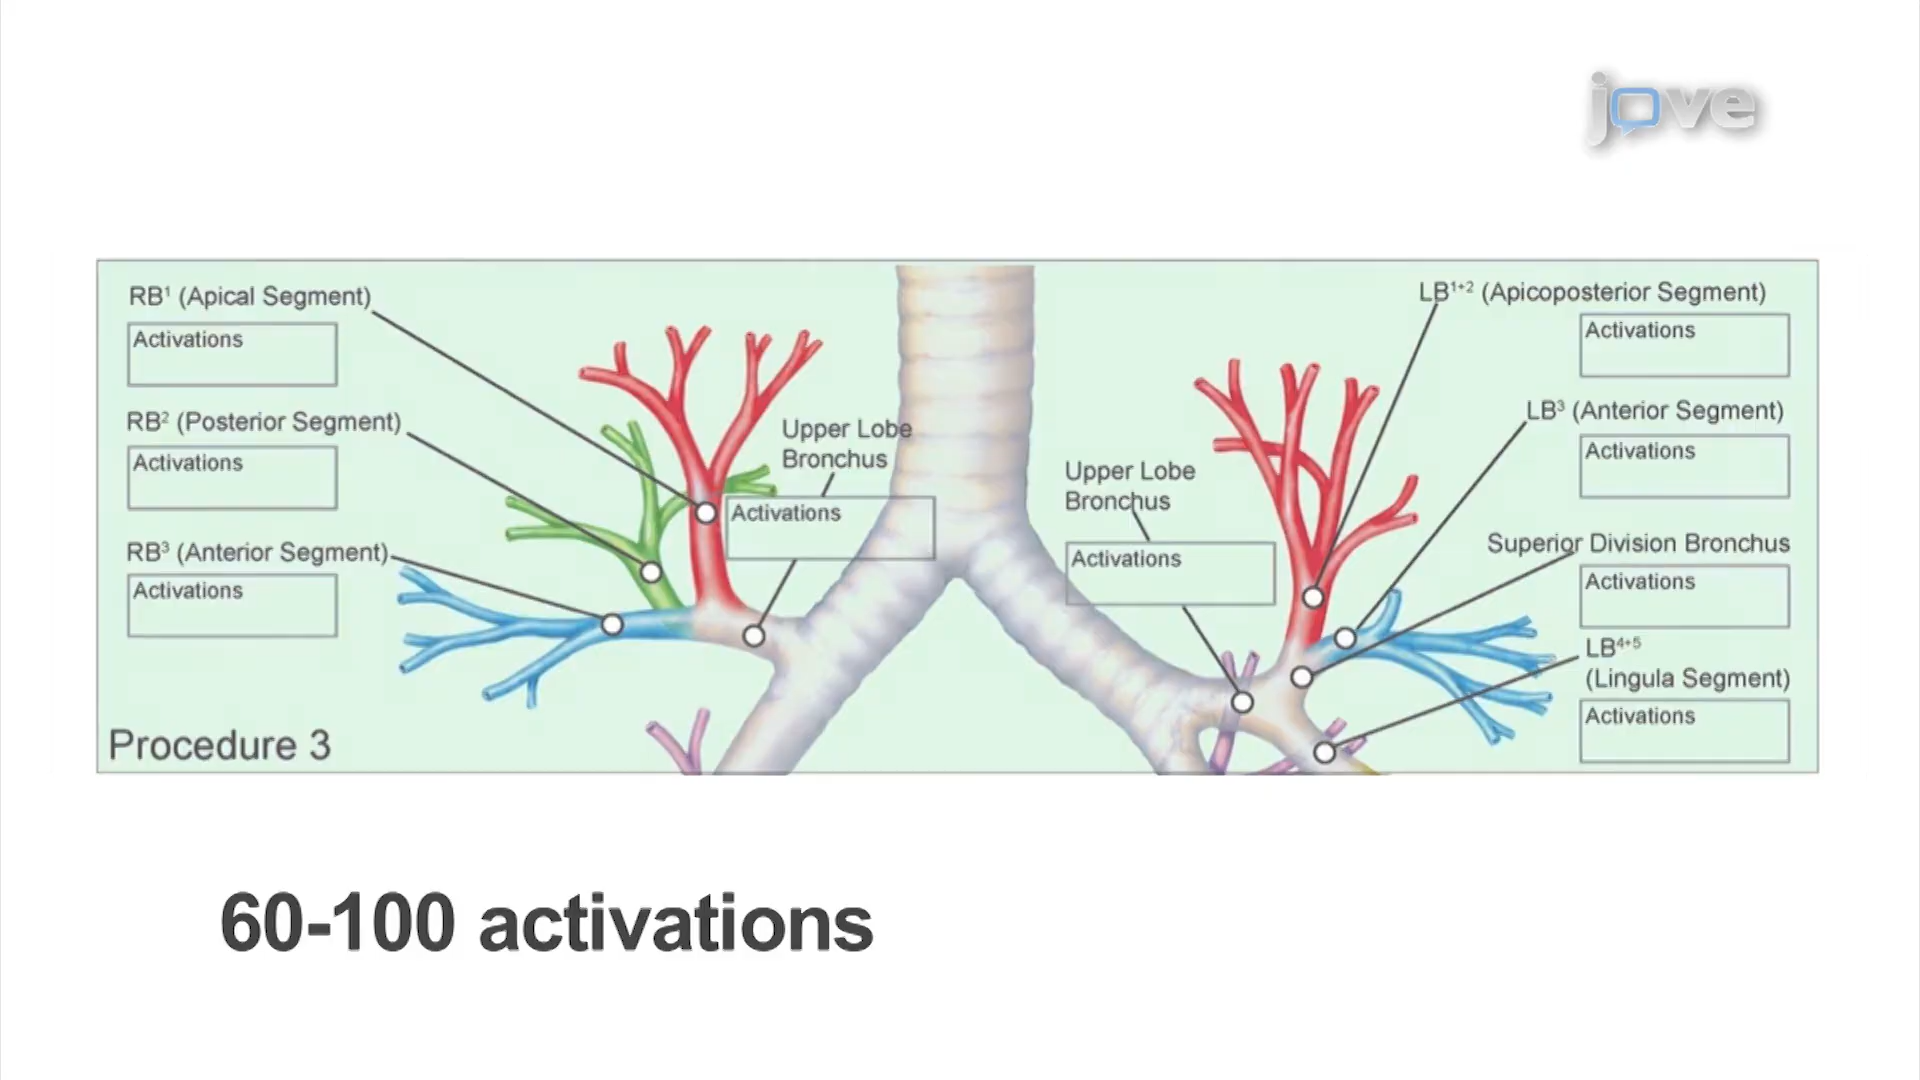 jove
RB¹ (Apical Segment)
Activations
RB² (Posterior Segment)
Activations
RB³ (Anterior Segment)
Activations
Upper Lobe
Bronchus
Activations
Upper Lobe
Bronchus
Activations
LB¹⁺² (Apicoposterior Segment)
Activations
LB³ (Anterior Segment)
Activations
Superior Division Bronchus
Activations
LB⁴⁺⁵
(Lingula Segment)
Activations
Procedure 3
60-100 activations